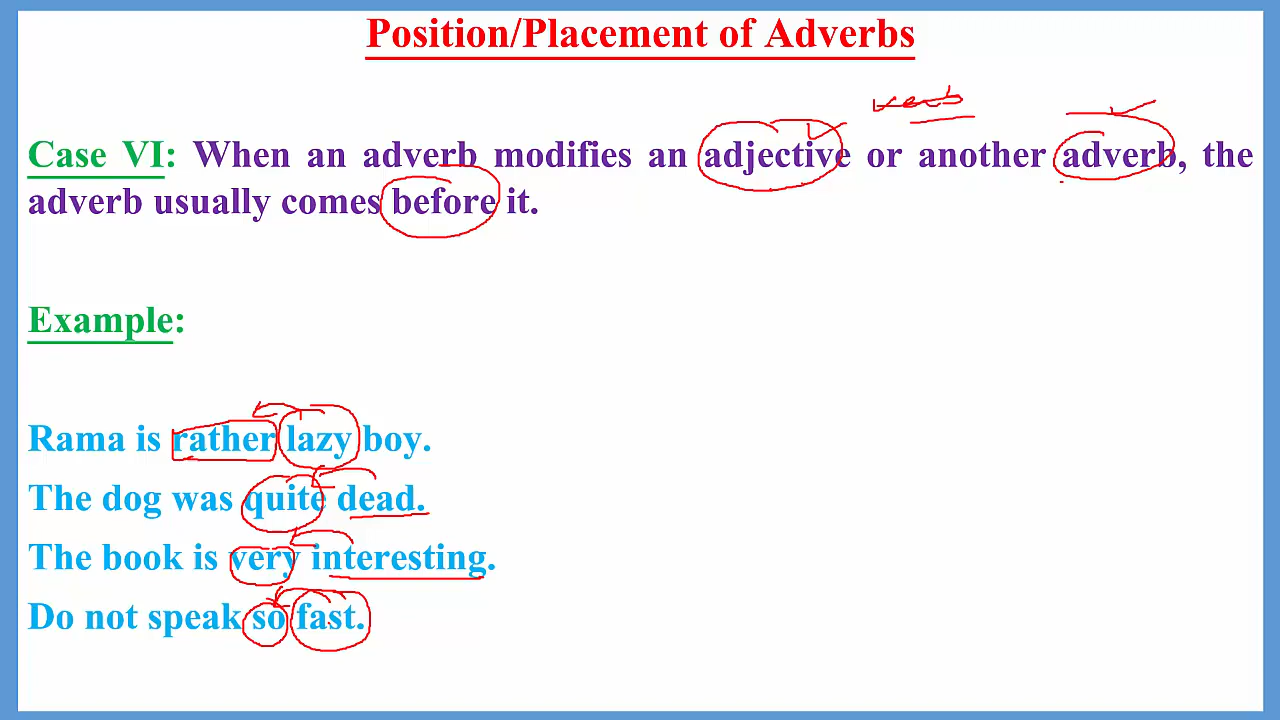 Position/Placement of Adverbs
verb
Case VI: When an adverb modifies an adjective or another adverb, the
adverb usually comes before it.
Example:
Rama is rather lazy boy.
The dog was quite dead.
The book is very interesting.
Do not speak so fast.